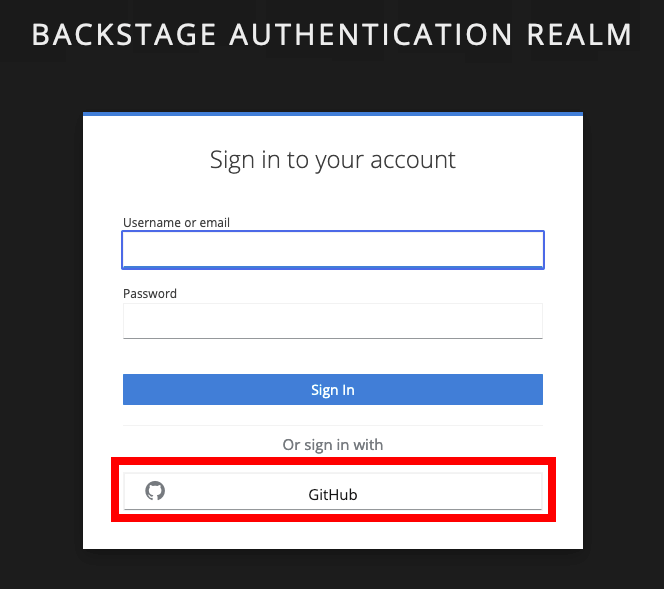 BACKSTAGE AUTHENTICATION REALM
Sign in to your account
Username or email
Password
Sign In
Or sign in with
GitHub